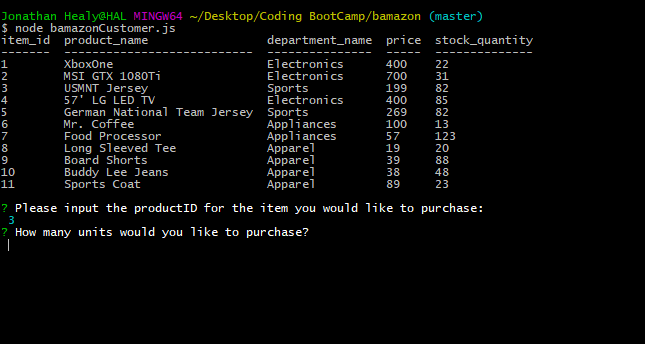 Jonathan Healy@HAL MINGW64 ~/Desktop/Coding BootCamp/bamazon (master)
$ node bamazonCustomer.js
item_id  product_name                 department_name  price  stock_quantity
-------  ---------------------------  ---------------  -----  --------------
1        XboxOne                      Electronics      400    22
2        MSI GTX 1080Ti               Electronics      700    31
3        USMNT Jersey                 Sports           199    82
4        57' LG LED TV                Electronics      400    85
5        German National Team Jersey  Sports           269    82
6        Mr. Coffee                   Appliances       100    13
7        Food Processor               Appliances       57     123
8        Long Sleeved Tee             Apparel          19     20
9        Board Shorts                 Apparel          39     88
10       Buddy Lee Jeans              Apparel          38     48
11       Sports Coat                  Apparel          89     23
? Please input the productID for the item you would like to purchase:
3
? How many units would you like to purchase?